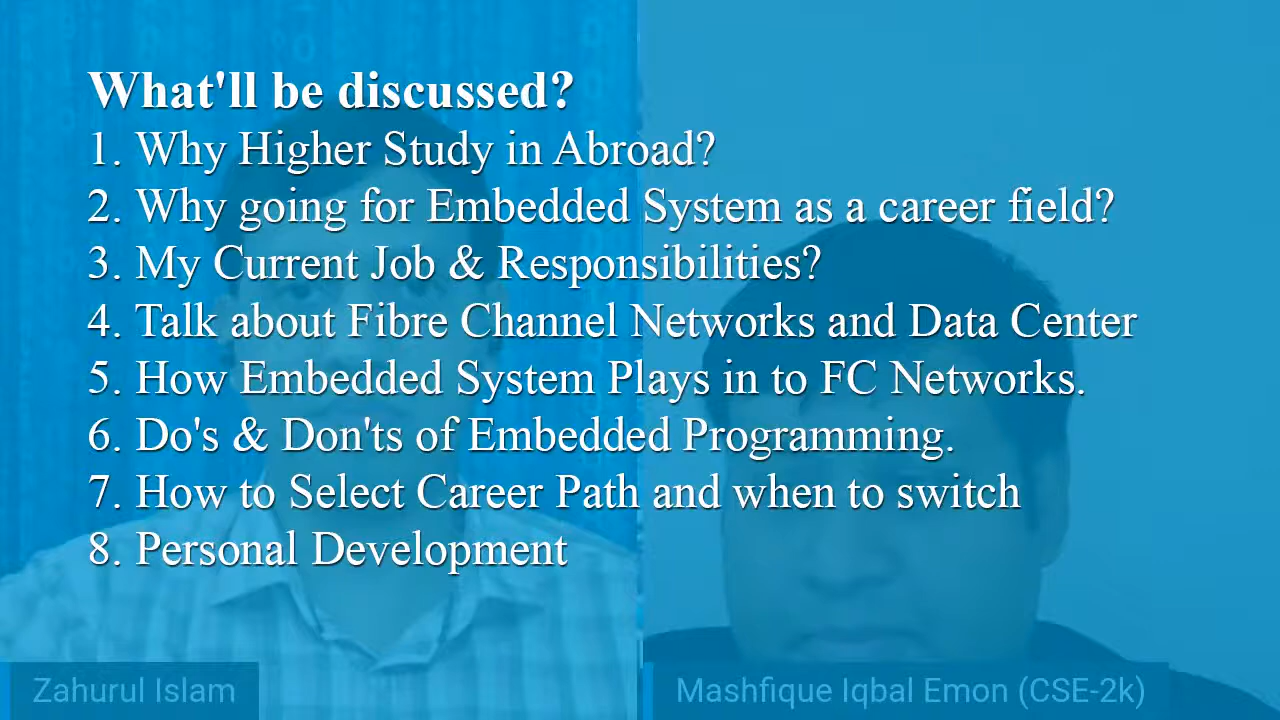 What'll be discussed?
1. Why Higher Study in Abroad?
2. Why going for Embedded System as a career field?
3. My Current Job & Responsibilities?
4. Talk about Fibre Channel Networks and Data Center
5. How Embedded System Plays in to FC Networks.
6. Do's & Don'ts of Embedded Programming.
7. How to Select Career Path and when to switch
8. Personal Development
Zahurul Islam
Mashfique Iqbal Emon (CSE-2k)